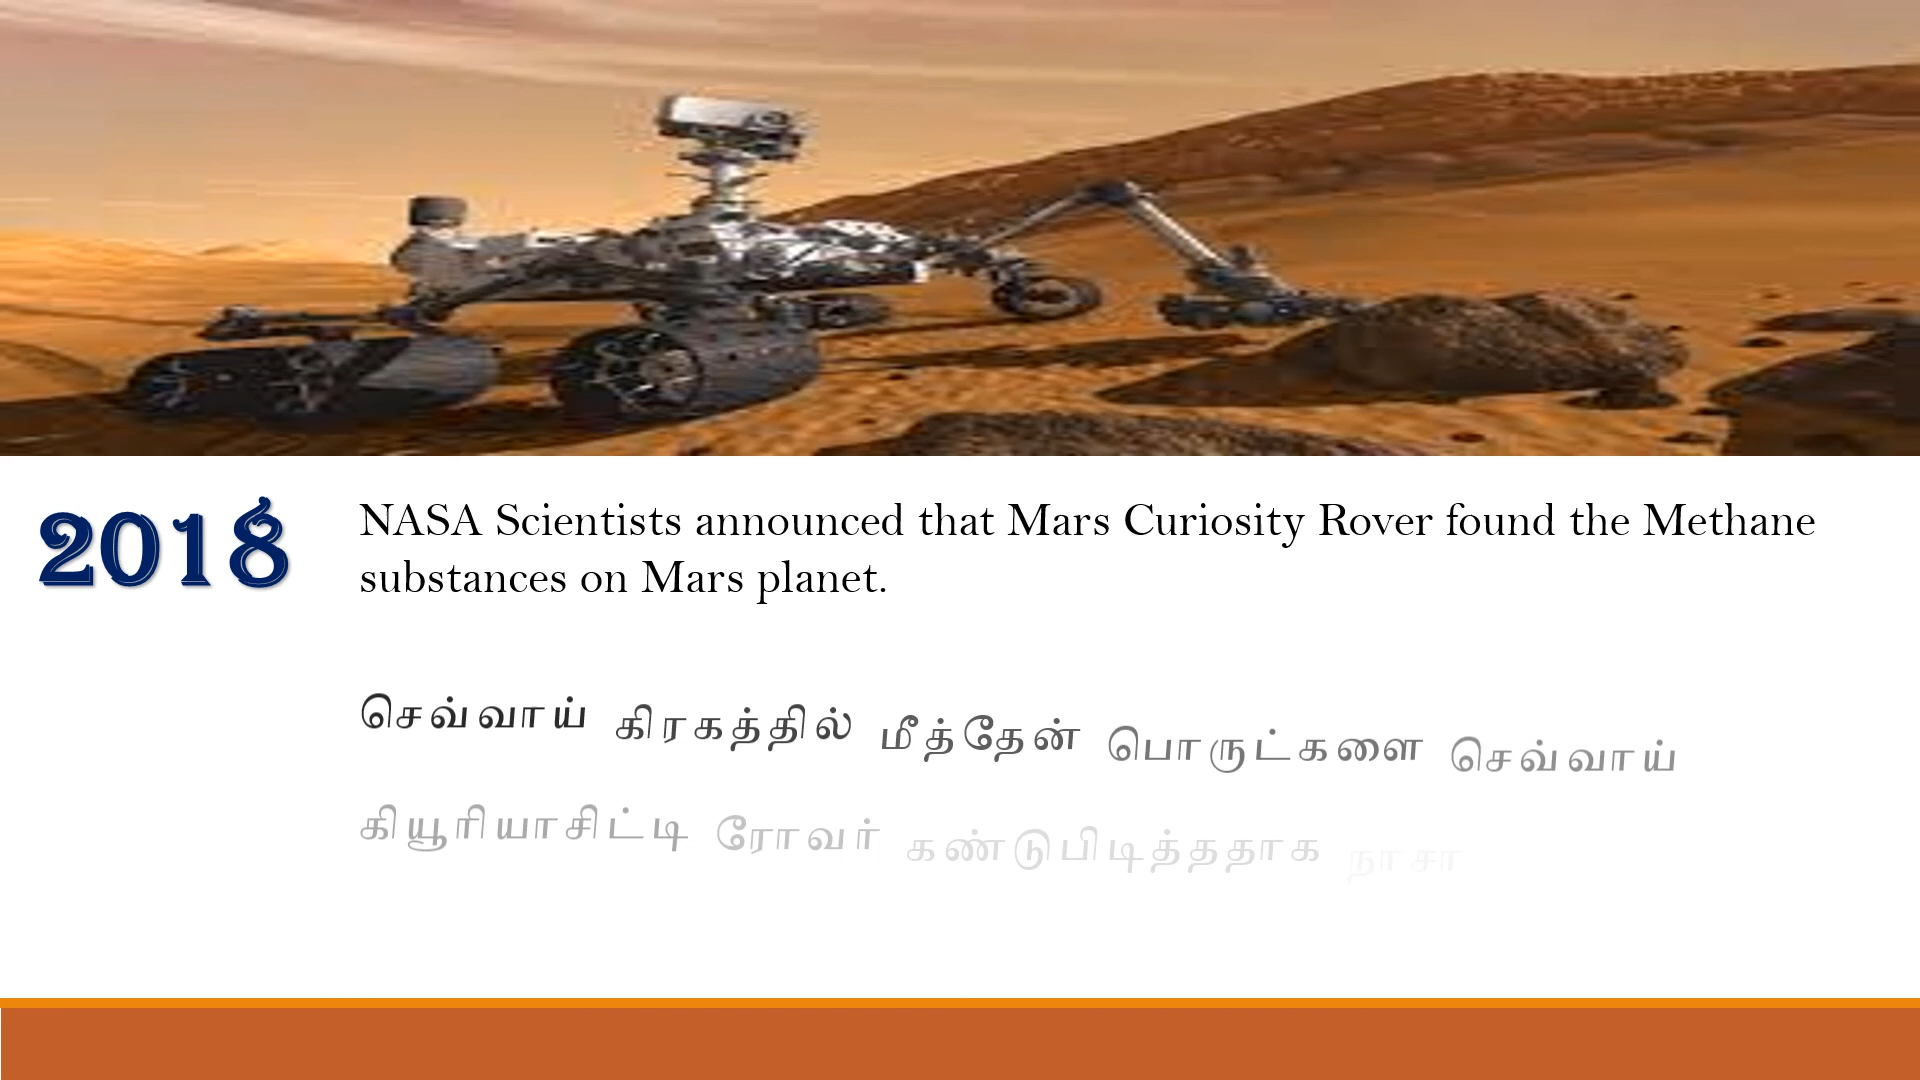 2018
NASA Scientists announced that Mars Curiosity Rover found the Methane
substances on Mars planet.
செவ்வாய் கிரகத்தில் மீத்தேன் பொருட்களை செவ்வாய்
கியூரியாசிட்டி ரோவர் கண்டுபிடித்ததாக நாசா